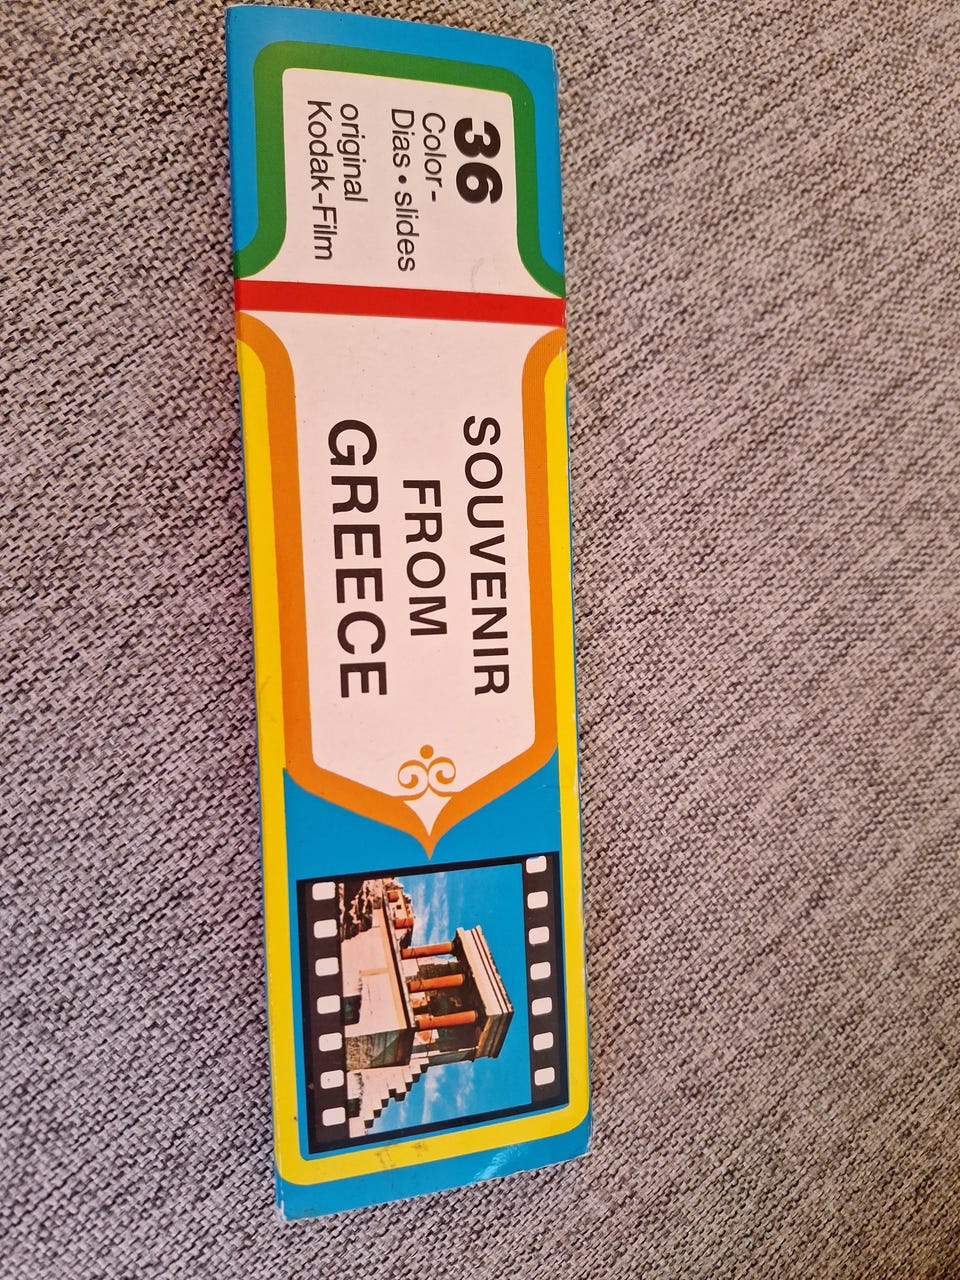 36
Color-
Dias • slides
original
Kodak-Film
SOUVENIR
FROM
GREECE